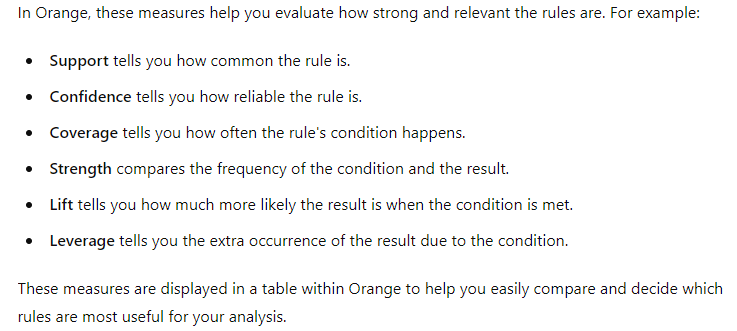 In Orange, these measures help you evaluate how strong and relevant the rules are. For example:
• Support tells you how common the rule is.
• Confidence tells you how reliable the rule is.
• Coverage tells you how often the rule's condition happens.
• Strength compares the frequency of the condition and the result.
• Lift tells you how much more likely the result is when the condition is met.
• Leverage tells you the extra occurrence of the result due to the condition.
These measures are displayed in a table within Orange to help you easily compare and decide which
rules are most useful for your analysis.